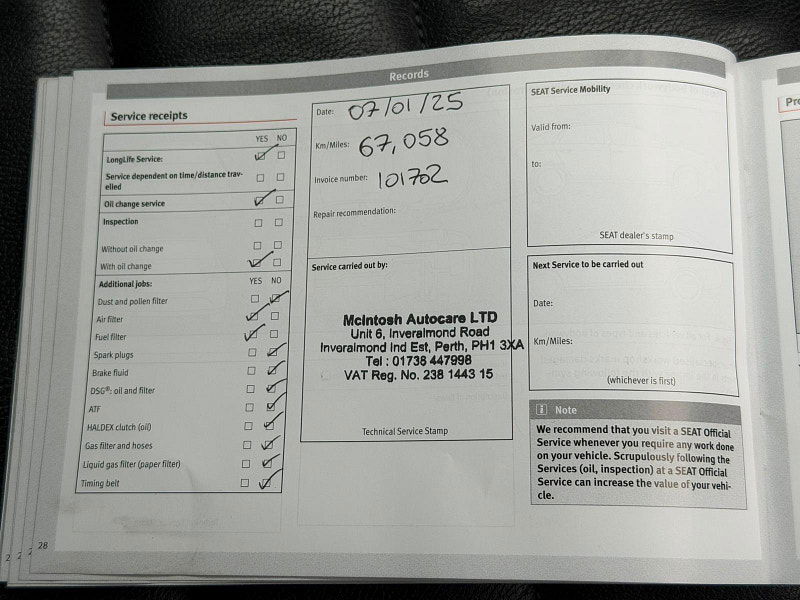 Records
Service receipts
YES NO
LongLife Service:
Service dependent on time/distance trav-
elled
Oil change service
Inspection
Without oil change
With oil change
Additional jobs:
YES NO
Dust and pollen filter
Air filter
Fuel filter
Spark plugs
Brake fluid
DSG®: oil and filter
ATF
HALDEX clutch (oil)
Gas filter and hoses
Liquid gas filter (paper filter)
Timing belt
28
Date: 07/01/25
Km/Miles: 67,058
Invoice number: 101702
Repair recommendation:
Service carried out by:
McIntosh Autocare LTD
Unit 6, Inveralmond Road
Inveralmond Ind Est, Perth, PH1 3XA
Tel : 01738 447998
VAT Reg. No. 238 1443 15
Technical Service Stamp
SEAT Service Mobility
Valid from:
to:
SEAT dealer's stamp
Next Service to be carried out
Date:
Km/Miles:
(whichever is first)
i Note
We recommend that you visit a SEAT Official
Service whenever you require any work done
on your vehicle. Scrupulously following the
Services (oil, inspection) at a SEAT Official
Service can increase the value of your vehi-
cle.